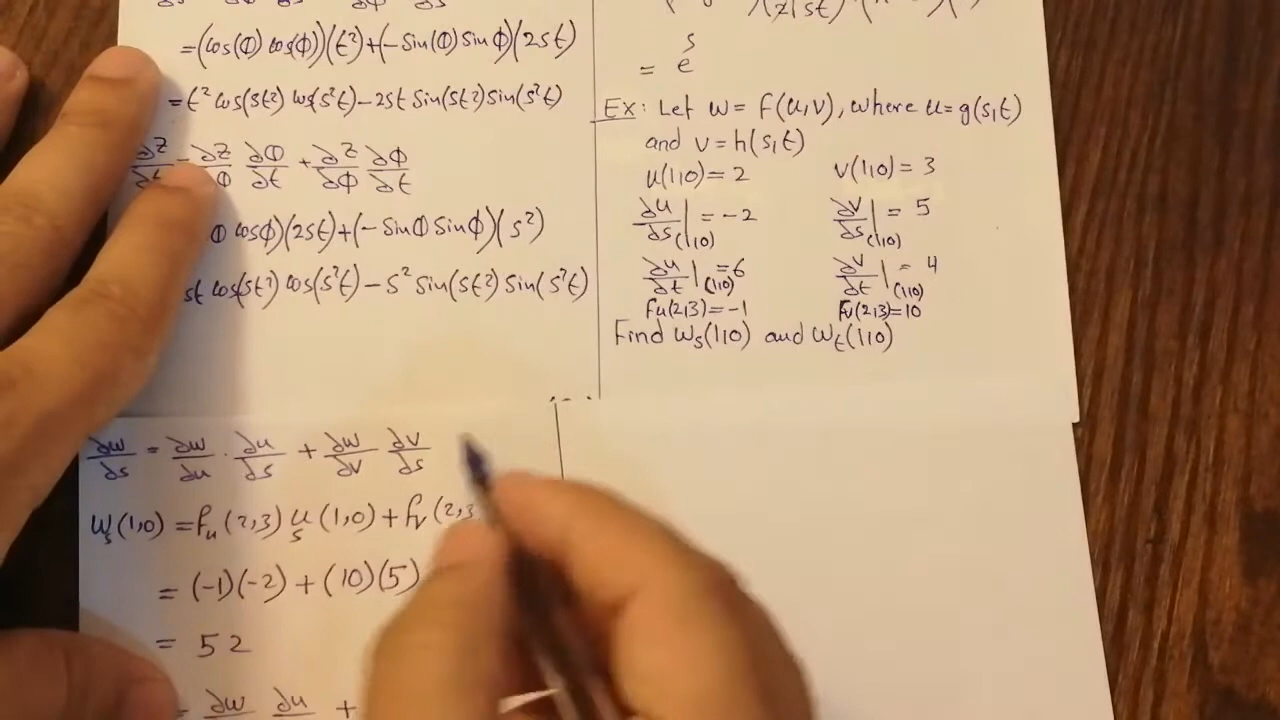 =(cos(Φ) cos(ϕ))(t²)+(-sin(Φ) sinϕ)(2st)
=t² cos(st²) cos(s²t)-2st sin(st²)sin(s²t)
∂Z/∂t = ∂Z/∂Φ ∂Φ/∂t + ∂Z/∂ϕ ∂ϕ/∂t
Φ cosϕ)(2st)+(-sinΦ sinϕ)(s²)
st cos(st²) cos(s²t)-s² sin(st²) sin(s²t)
= e^s
Ex: Let w= f(u,v), where u=g(s,t)
and v=h(s,t)
u(1,0)=2 v(1,0)=3
∂u/∂s|(1,0) = -2 ∂v/∂s|(1,0) = 5
∂u/∂t|(1,0) =6 ∂v/∂t|(1,0) = 4
Fu(2,3)=-1 Fv(2,3)=10
Find Ws(1,0) and Wt(1,0)
∂w/∂s = ∂w/∂u · ∂u/∂s + ∂w/∂v ∂v/∂s
Ws(1,0) =fu(2,3) us(1,0)+fv(2,3
= (-1)(-2)+(10)(5)
= 52
= ∂w ∂u +